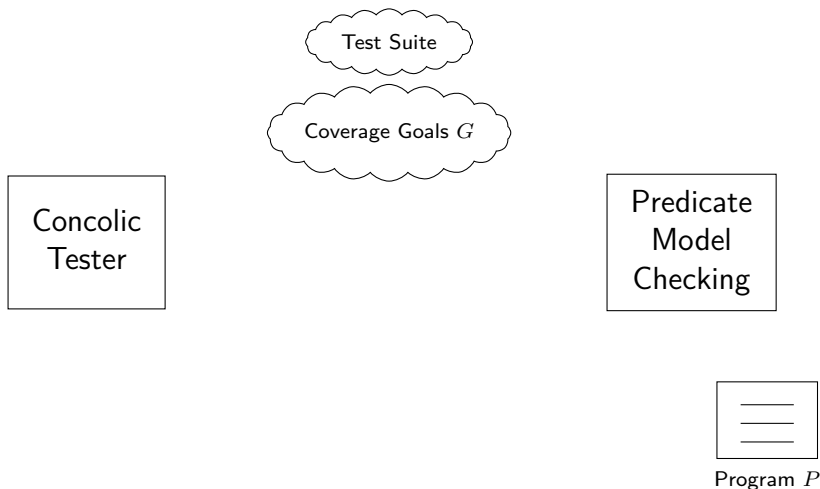 Test Suite
Coverage Goals G
Concolic
Tester
Predicate
Model
Checking
Program P